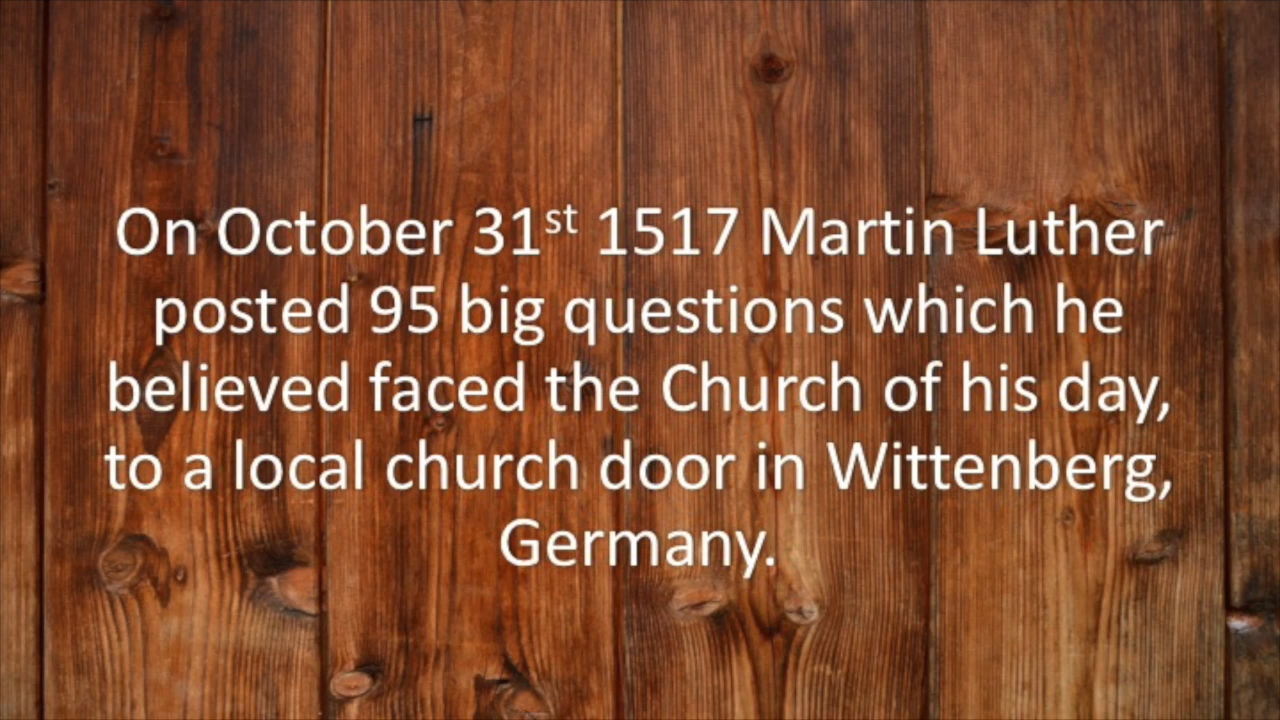 On October 31st 1517 Martin Luther
posted 95 big questions which he
believed faced the Church of his day,
to a local church door in Wittenberg,
Germany.